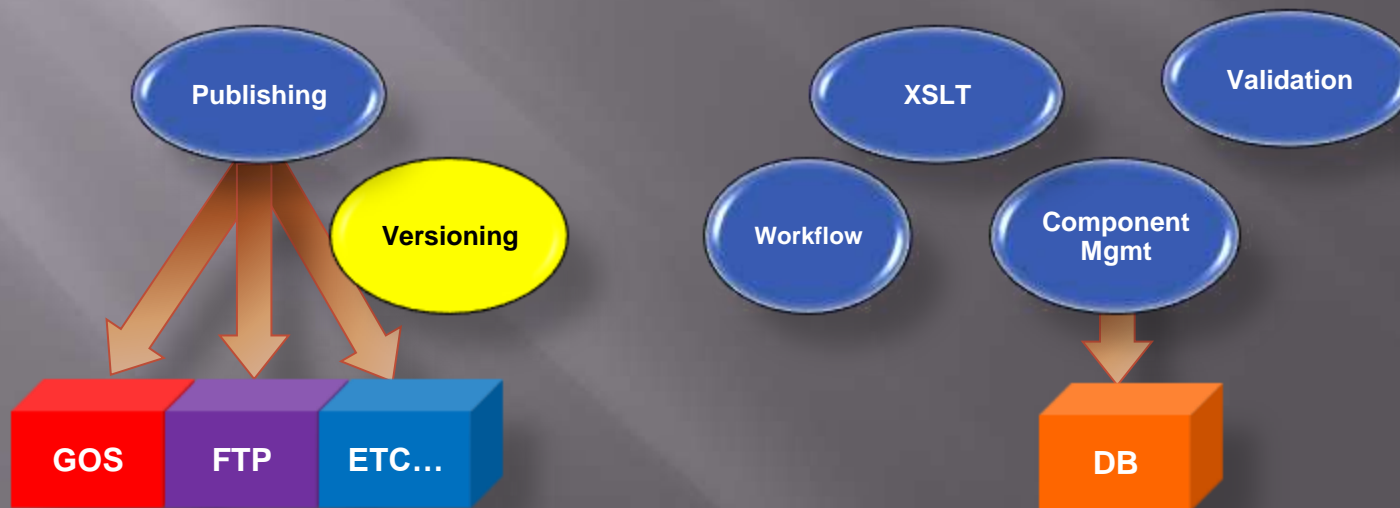 Publishing
XSLT
Validation
Versioning
Workflow
Component
Mgmt
GOS
FTP
ETC…
DB